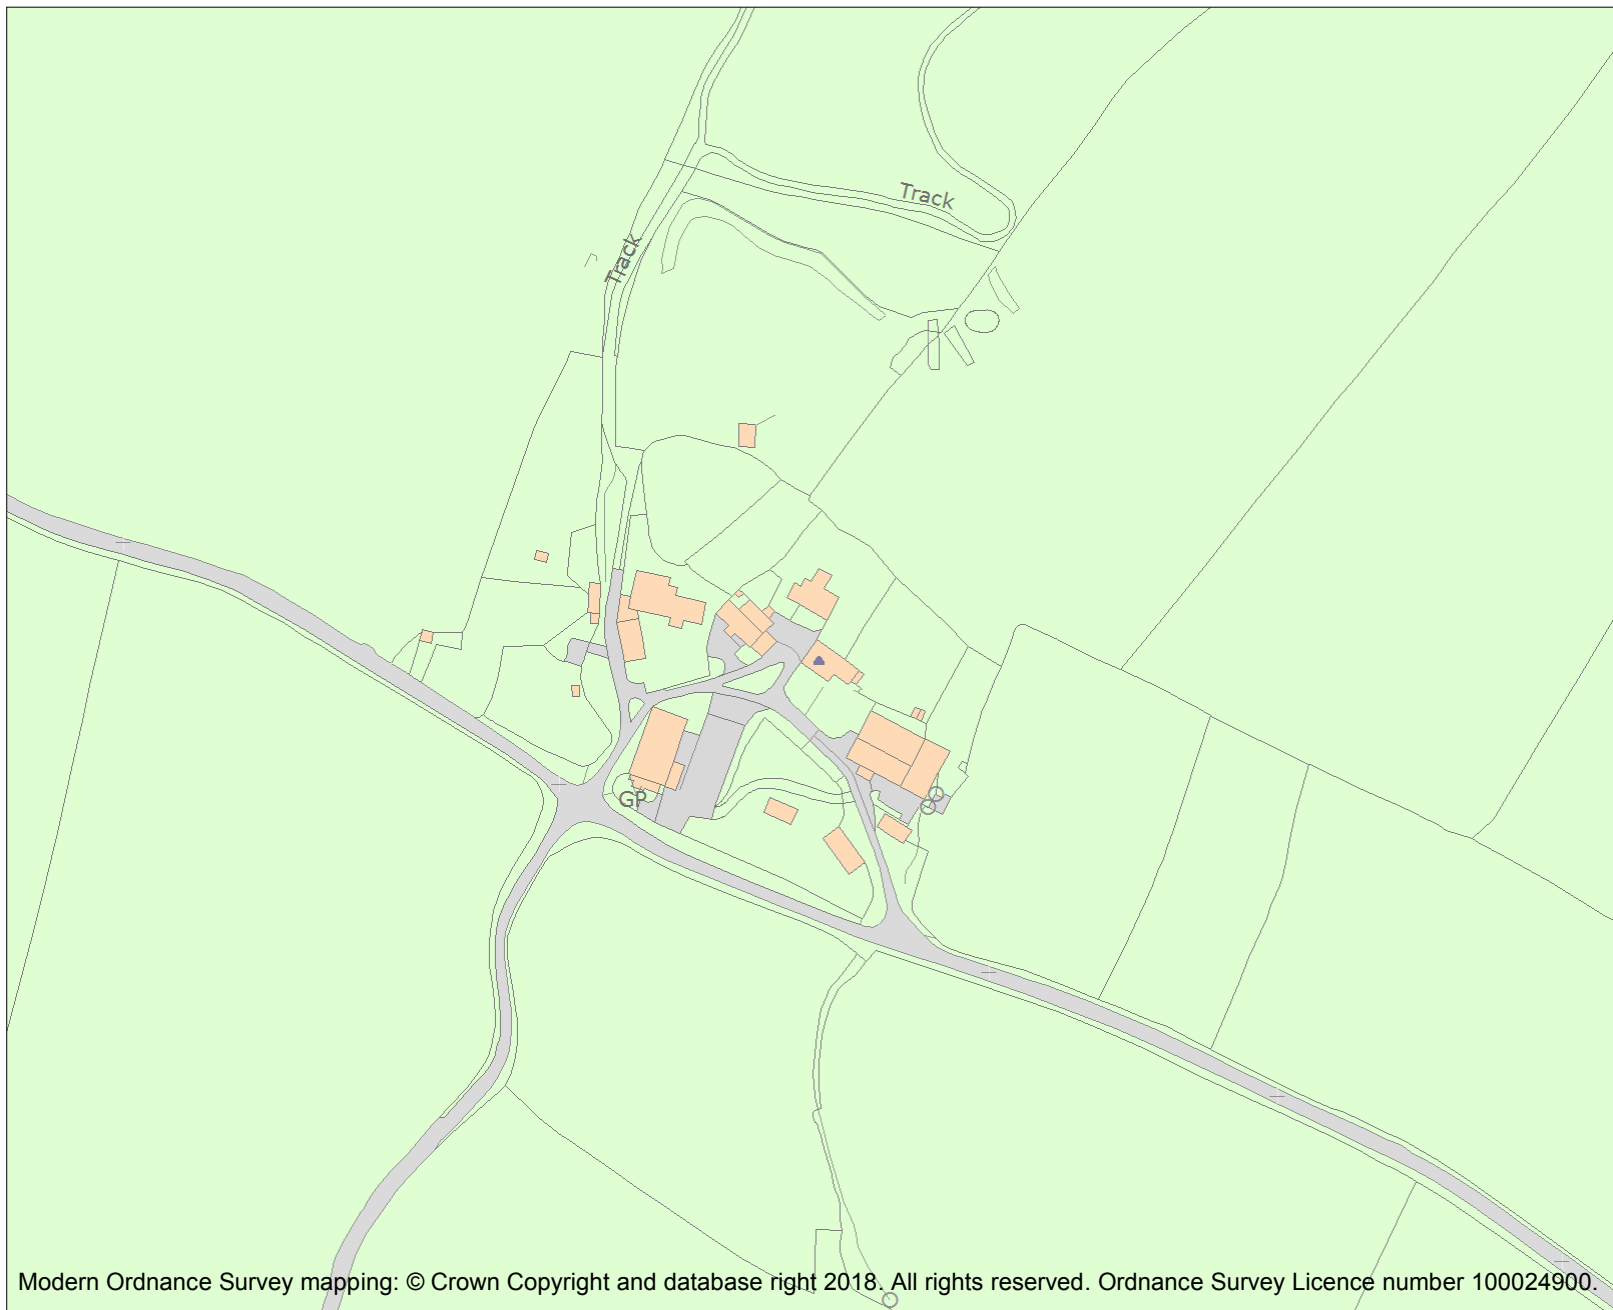 Track
Track
GP
Modern Ordnance Survey mapping: © Crown Copyright and database right 2018. All rights reserved. Ordnance Survey Licence number 100024900.